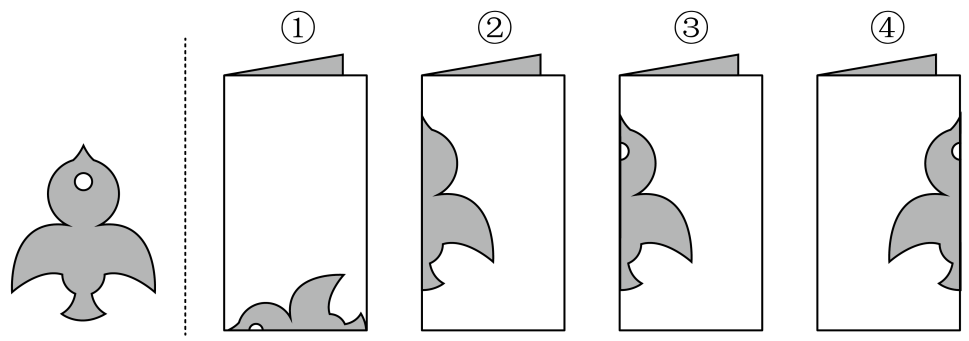 ① ② ③ ④